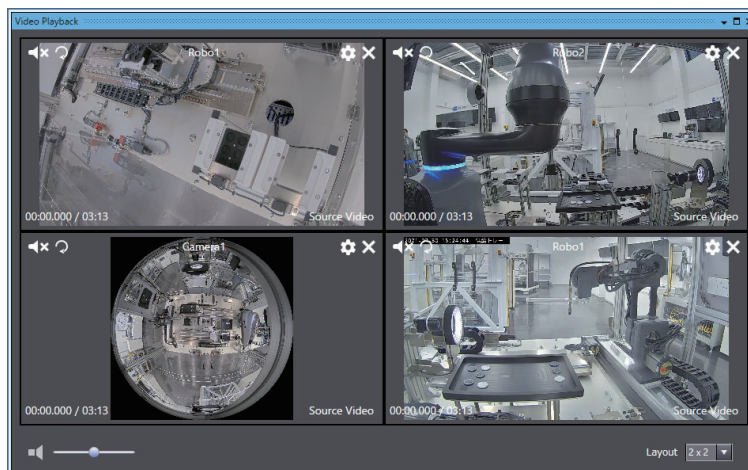 Video Playback
Robo1
00:00.000 / 03:13
Source Video
Robo2
00:00.000 / 03:13
Source Video
Camera1
00:00.000 / 03:13
Source Video
Robo1
00:00.000 / 03:13
Source Video
Layout
2 x 2